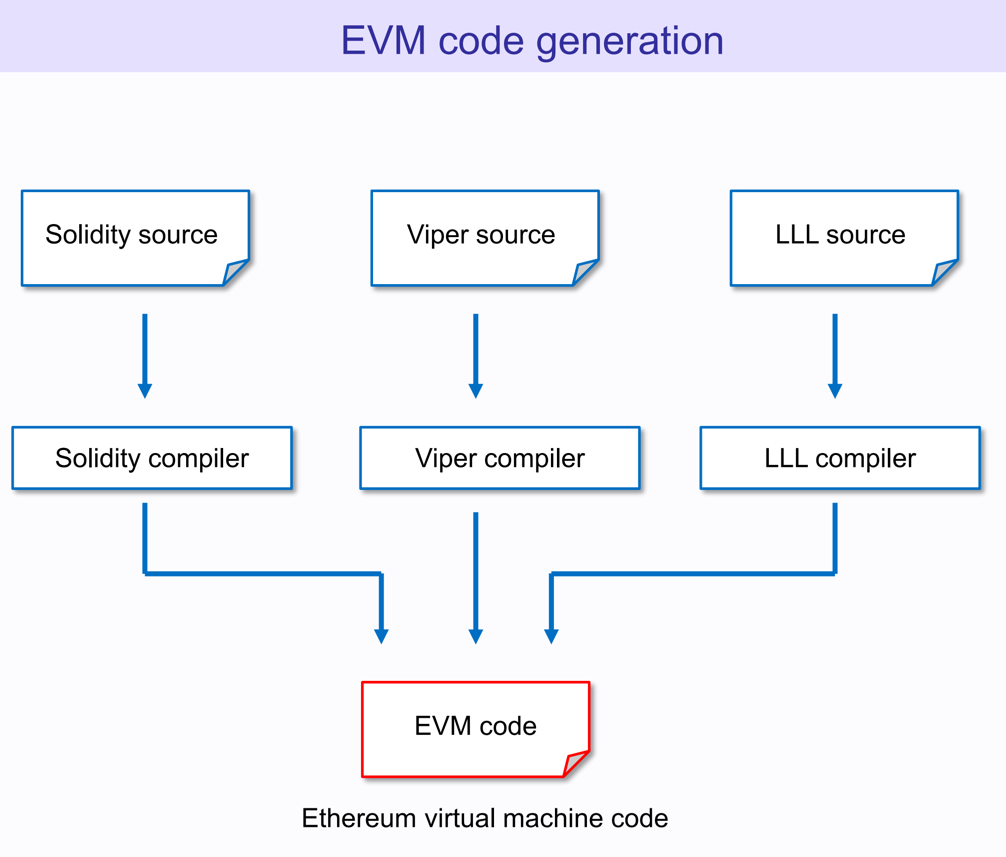 EVM code generation
Solidity source
Viper source
LLL source
Solidity compiler
Viper compiler
LLL compiler
EVM code
Ethereum virtual machine code